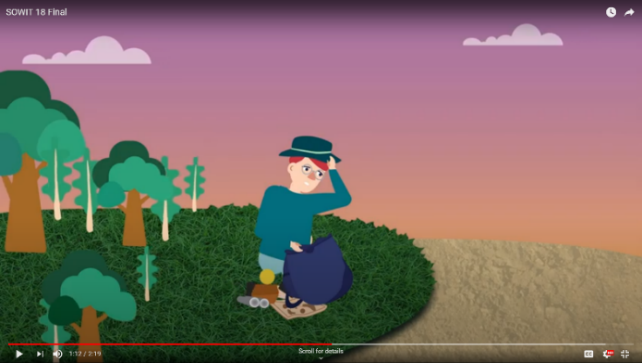 SOWIT 18 Final
1:12 / 2:19
Scroll for details